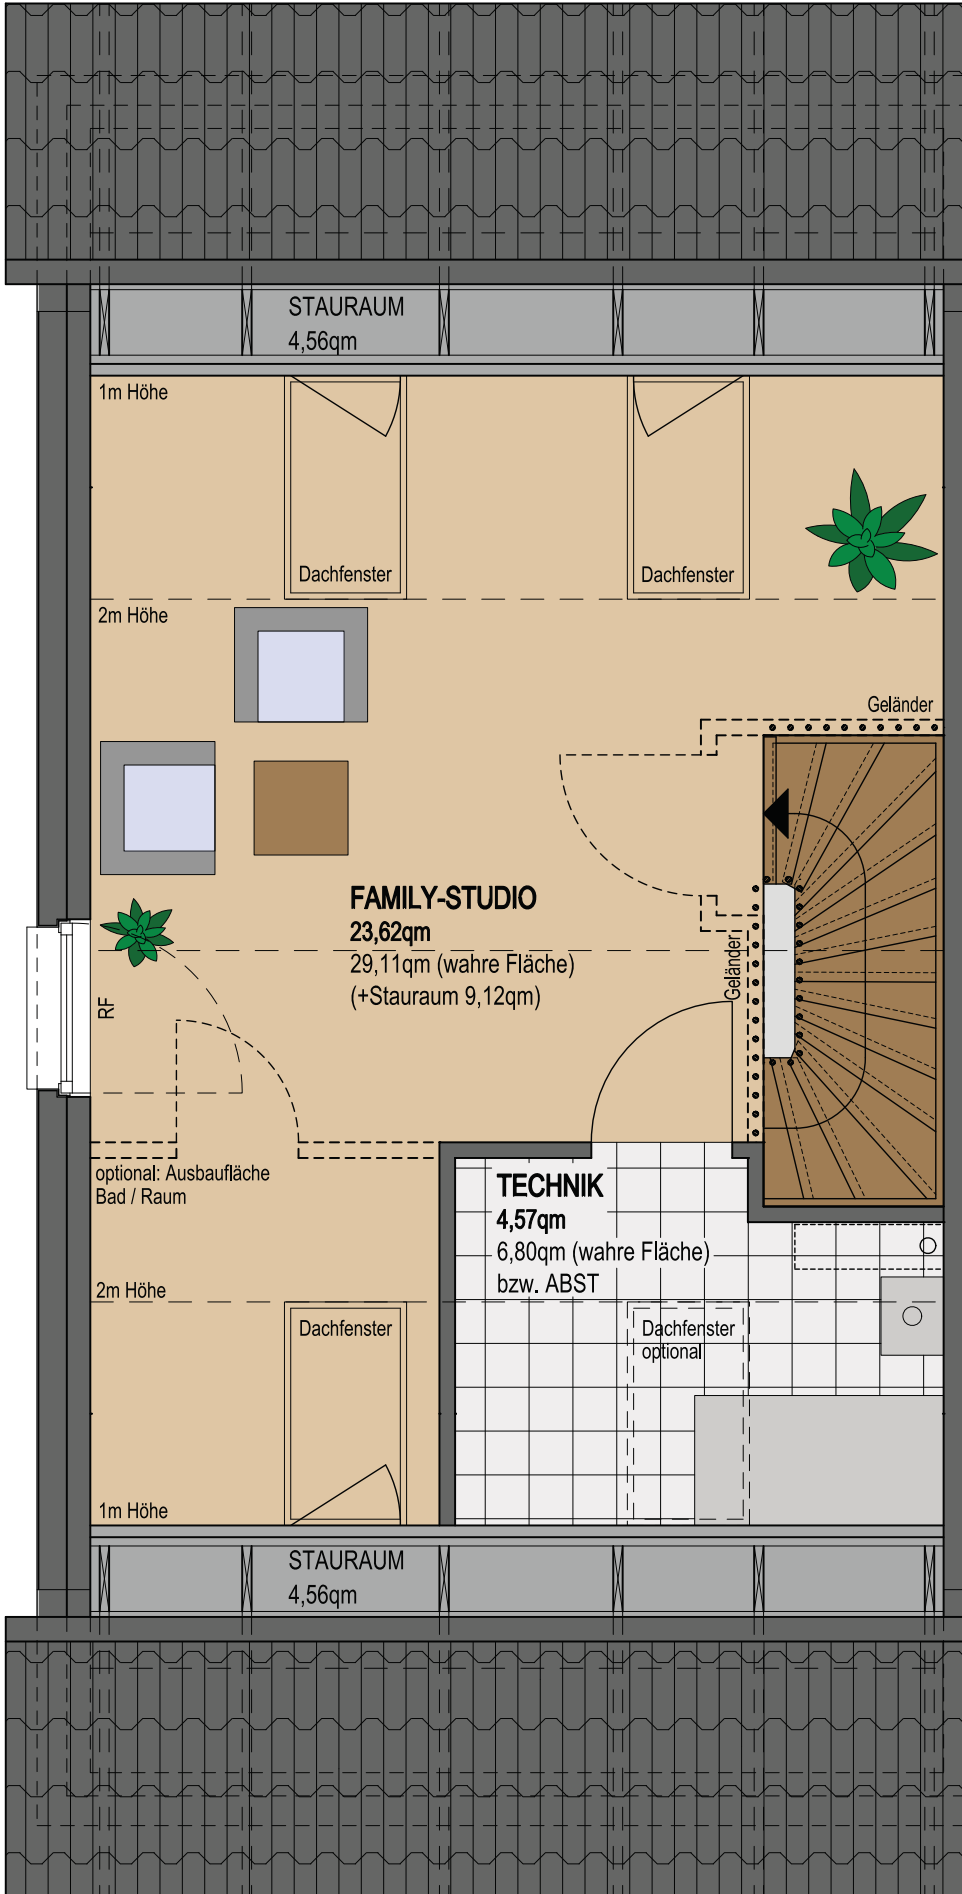 STAURAUM
4,56qm
1m Höhe
Dachfenster
Dachfenster
2m Höhe
Geländer
FAMILY-STUDIO
23,62qm
29,11qm (wahre Fläche)
(+Stauraum 9,12qm)
Geländer
RF
optional: Ausbaufläche
Bad / Raum
TECHNIK
4,57qm
6,80qm (wahre Fläche)
bzw. ABST
2m Höhe
Dachfenster
Dachfenster
optional
1m Höhe
STAURAUM
4,56qm